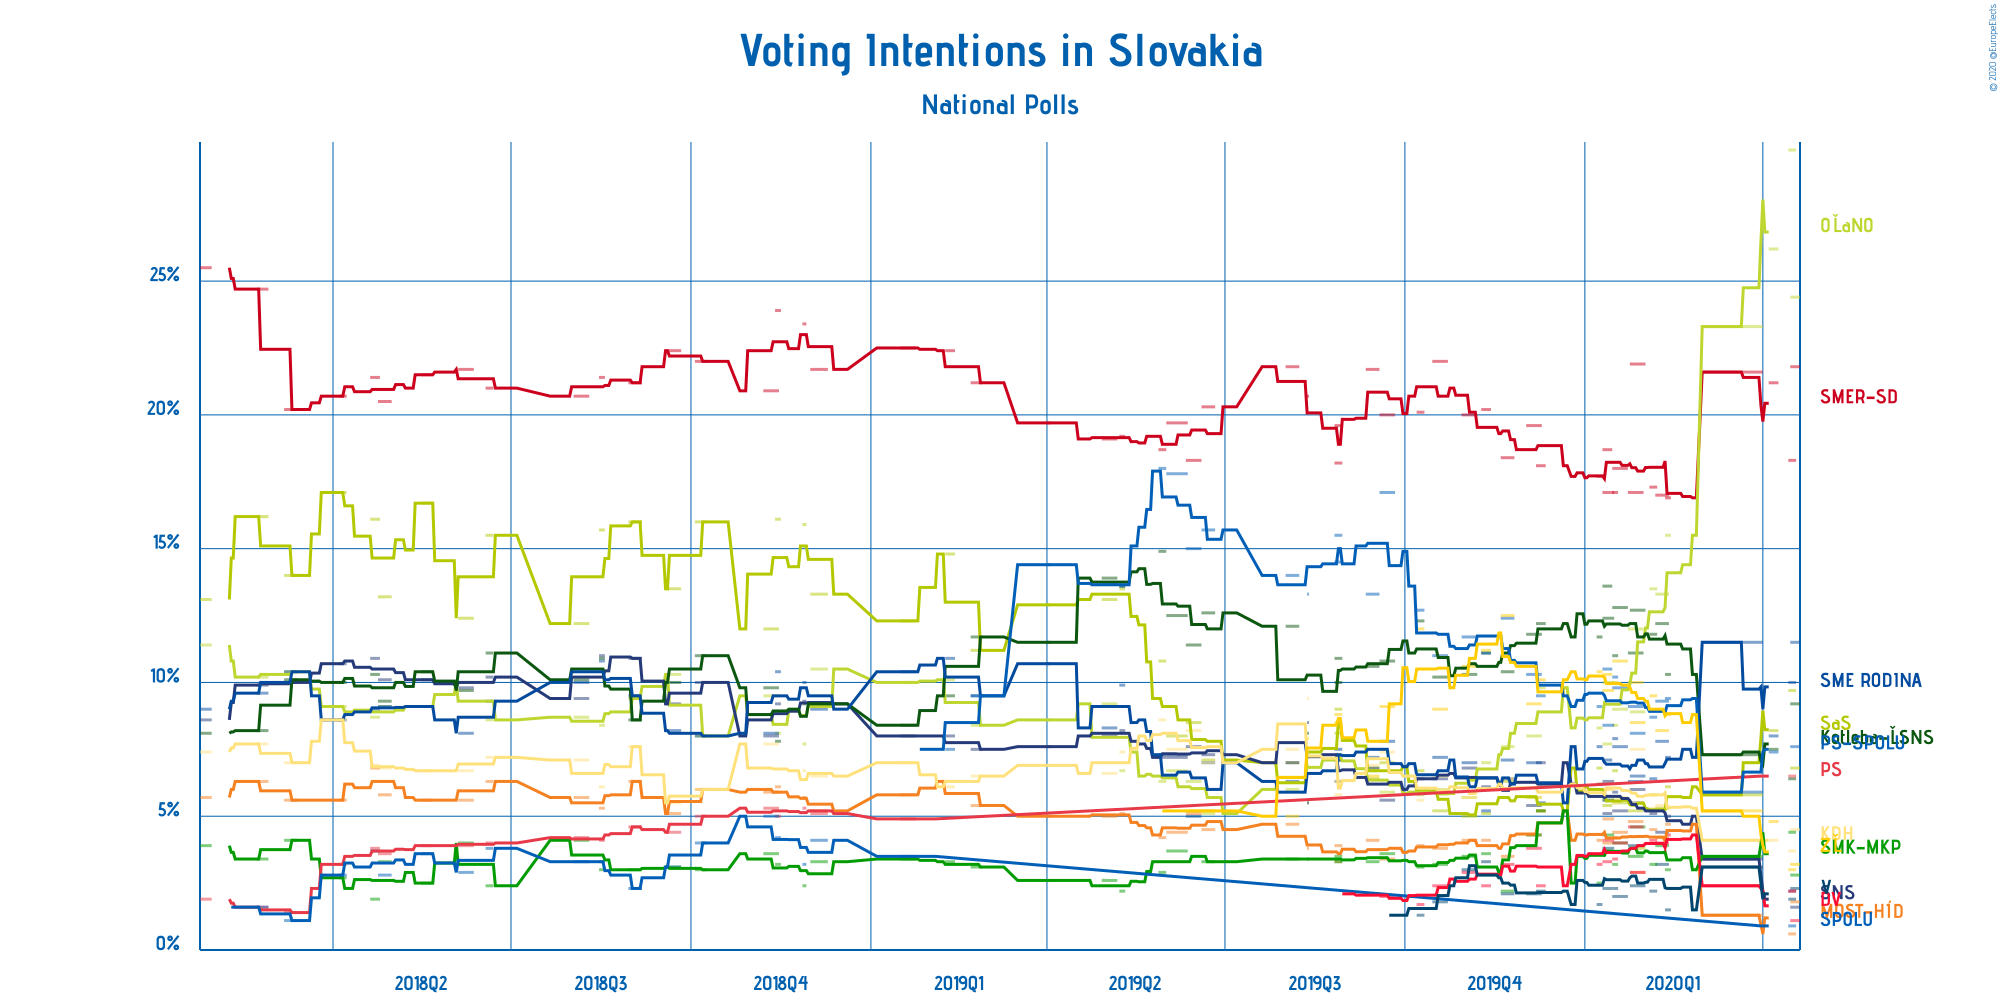 © 2020 @EuropeElects
Voting Intentions in Slovakia
National Polls
25%
20%
15%
10%
5%
0%
OĽaNO
SMER-SD
SME RODINA
SaS
Kotleba-ĽSNS
PS-SPOLU
PS
KDH
SMK-MKP
V
SNS
DV
MOST-HÍD
SPOLU
2018Q2
2018Q3
2018Q4
2019Q1
2019Q2
2019Q3
2019Q4
2020Q1